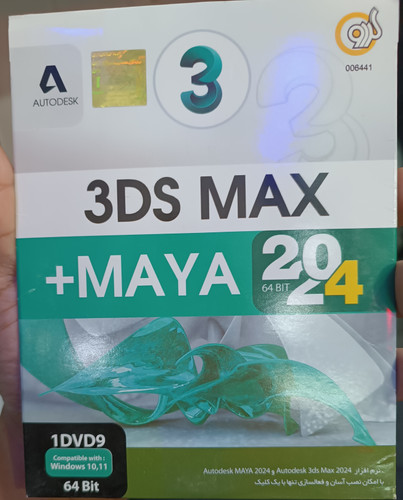 گردو
006441
AUTODESK
3
3DS MAX
+MAYA 2024
64 BIT
1DVD9
Compatible with :
Windows 10,11
64 Bit
نرم افزار Autodesk 3ds Max 2024 و Autodesk MAYA 2024
با امکان نصب آسان و فعالسازی تنها با یک کلیک